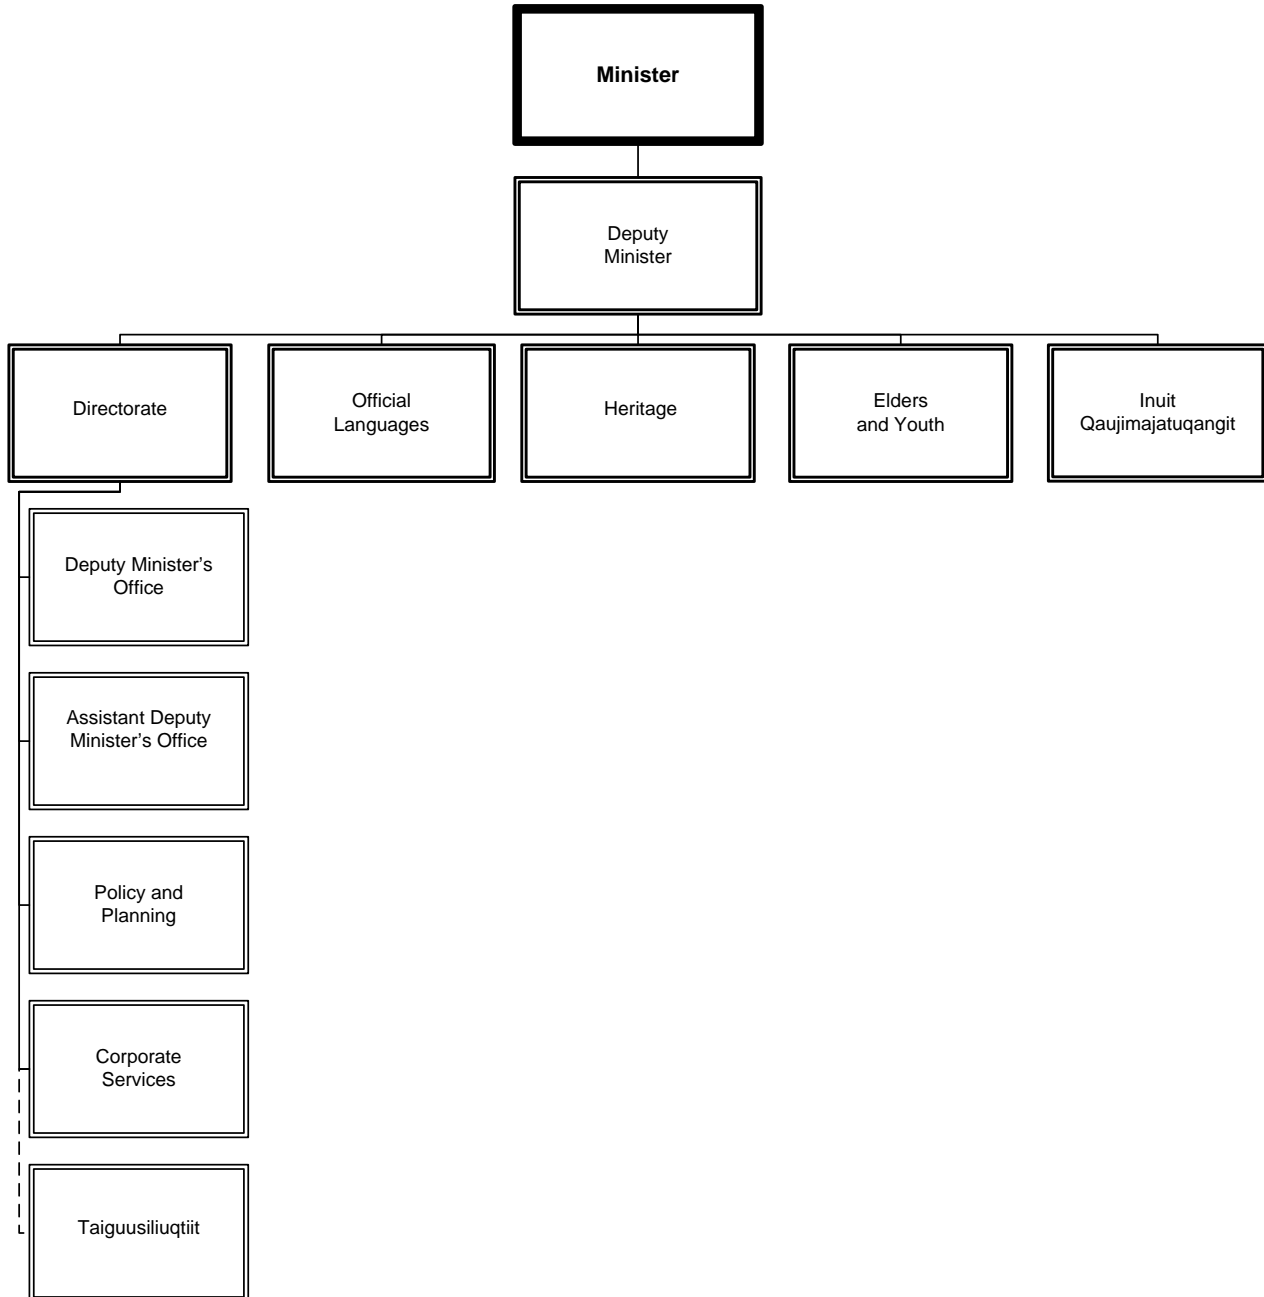 Minister
Deputy
Minister
Directorate
Official
Languages
Heritage
Elders
and Youth
Inuit
Qaujimajatuqangit
Deputy Minister’s
Office
Assistant Deputy
Minister’s Office
Policy and
Planning
Corporate
Services
Taiguusiliuqtiit